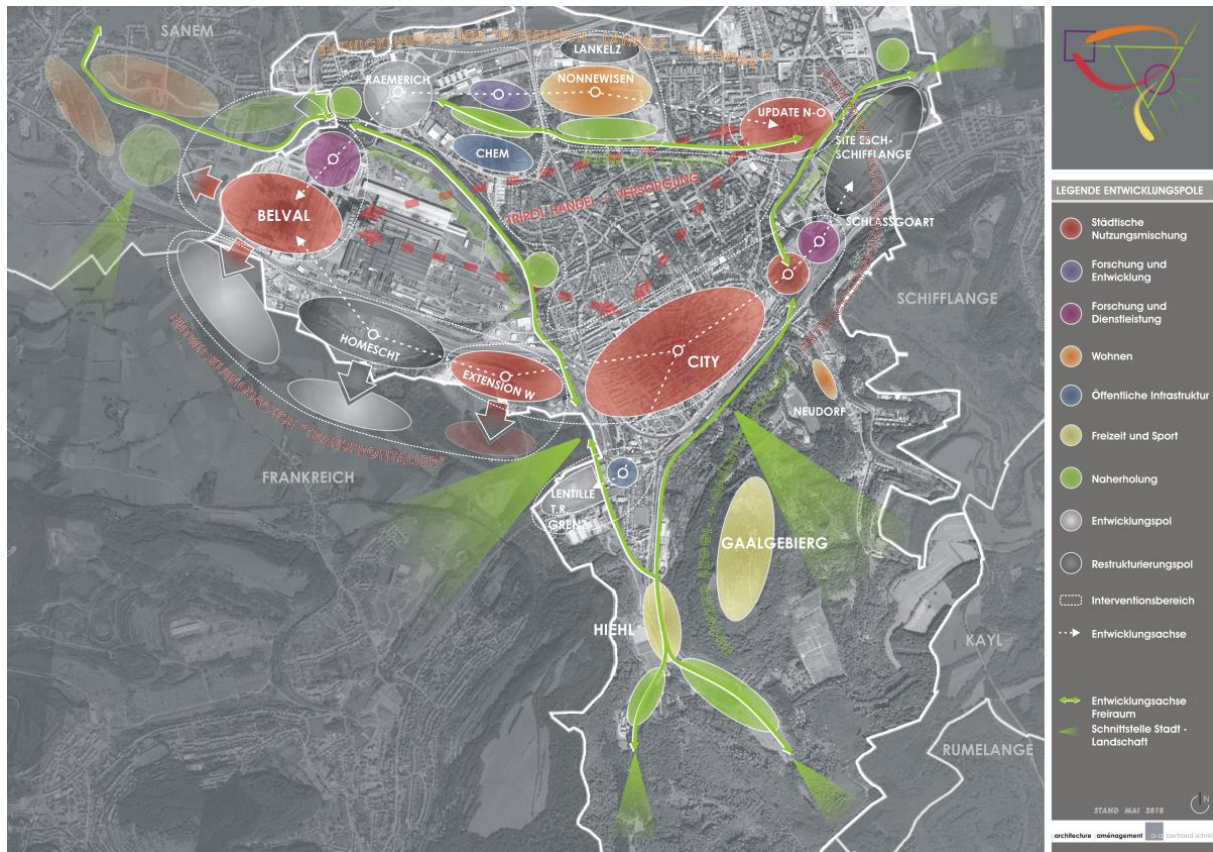 SANEM
LANKELZ
RAEMERICH
NONNEWISEN
UPDATE N-O
SITE ESCH-
SCHIFFLANGE
CHEM
TRIPOL HANDEL + VERSORGUNG
BELVAL
SCHLASSGOART
SCHIFFLANGE
HOMESCHT
CITY
EXTENSION W
NEUDORF
FRANKREICH
LENTILLE
T.R.
GRENZ
GAALGEBIERG
HIEHL
KAYL
RUMELANGE
LEGENDE ENTWICKLUNGSPOLE
Städtische
Nutzungsmischung
Forschung und
Entwicklung
Forschung und
Dienstleistung
Wohnen
Öffentliche Infrastruktur
Freizeit und Sport
Naherholung
Entwicklungspol
Restrukturierungspol
Interventionsbereich
Entwicklungsachse
Entwicklungsachse
Freiraum
Schnittstelle Stadt -
Landschaft
STAND MAI 2010
N
architecture aménagement a-a bertrand schmit